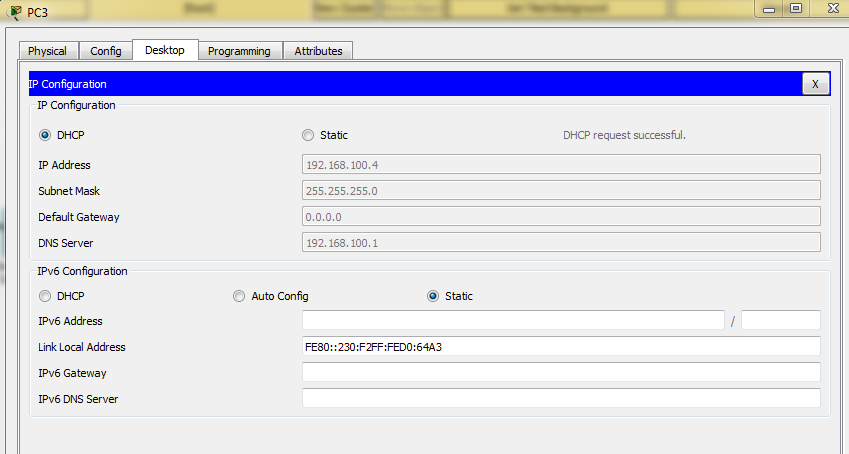 PC3
Physical Config Desktop Programming Attributes
IP Configuration X
IP Configuration
DHCP Static DHCP request successful.
IP Address 192.168.100.4
Subnet Mask 255.255.255.0
Default Gateway 0.0.0.0
DNS Server 192.168.100.1
IPv6 Configuration
DHCP Auto Config Static
IPv6 Address /
Link Local Address FE80::230:F2FF:FED0:64A3
IPv6 Gateway
IPv6 DNS Server